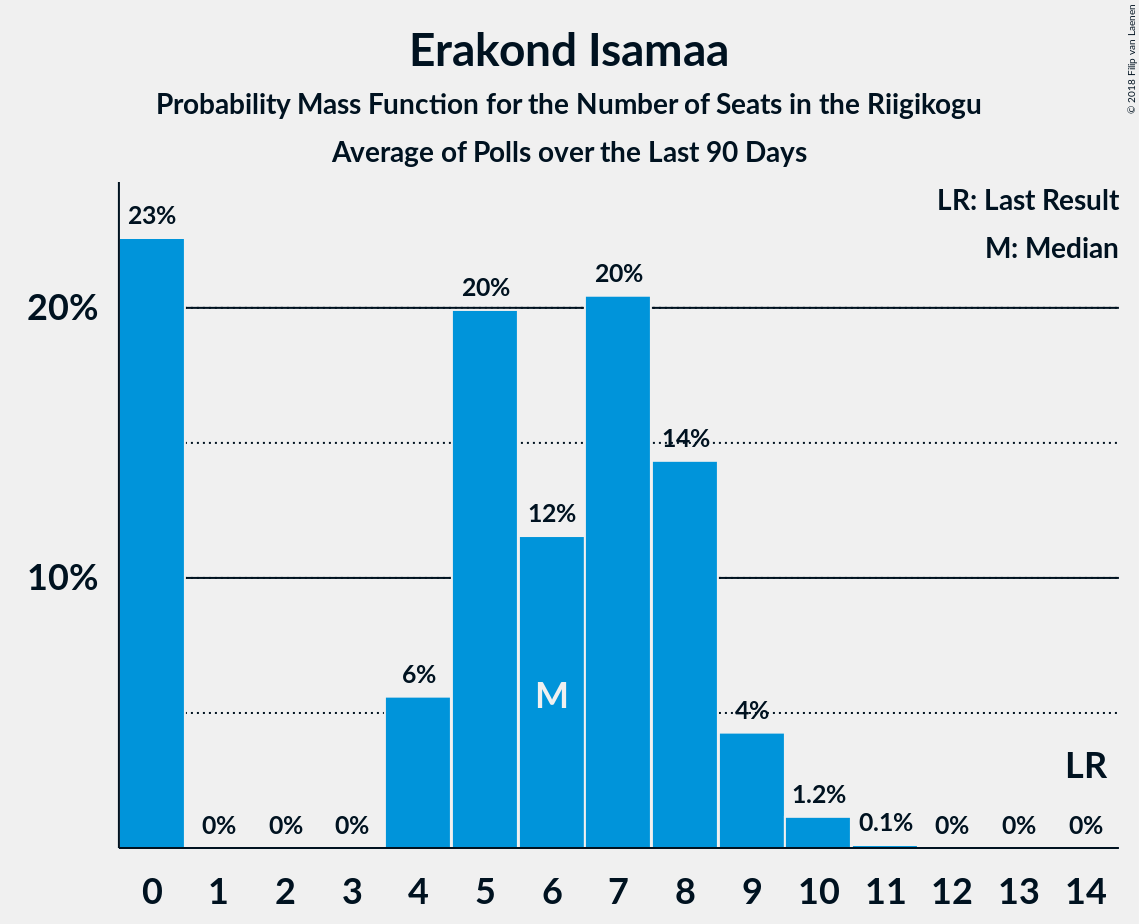 Erakond Isamaa
Probability Mass Function for the Number of Seats in the Riigikogu
Average of Polls over the Last 90 Days
© 2018 Filip van Laenen
LR: Last Result
M: Median
23%
20%
20%
20%
14%
12%
10%
6%
M
4%
LR
1.2%
0%
0%
0%
0.1%
0%
0%
0%
0 1 2 3 4 5 6 7 8 9 10 11 12 13 14